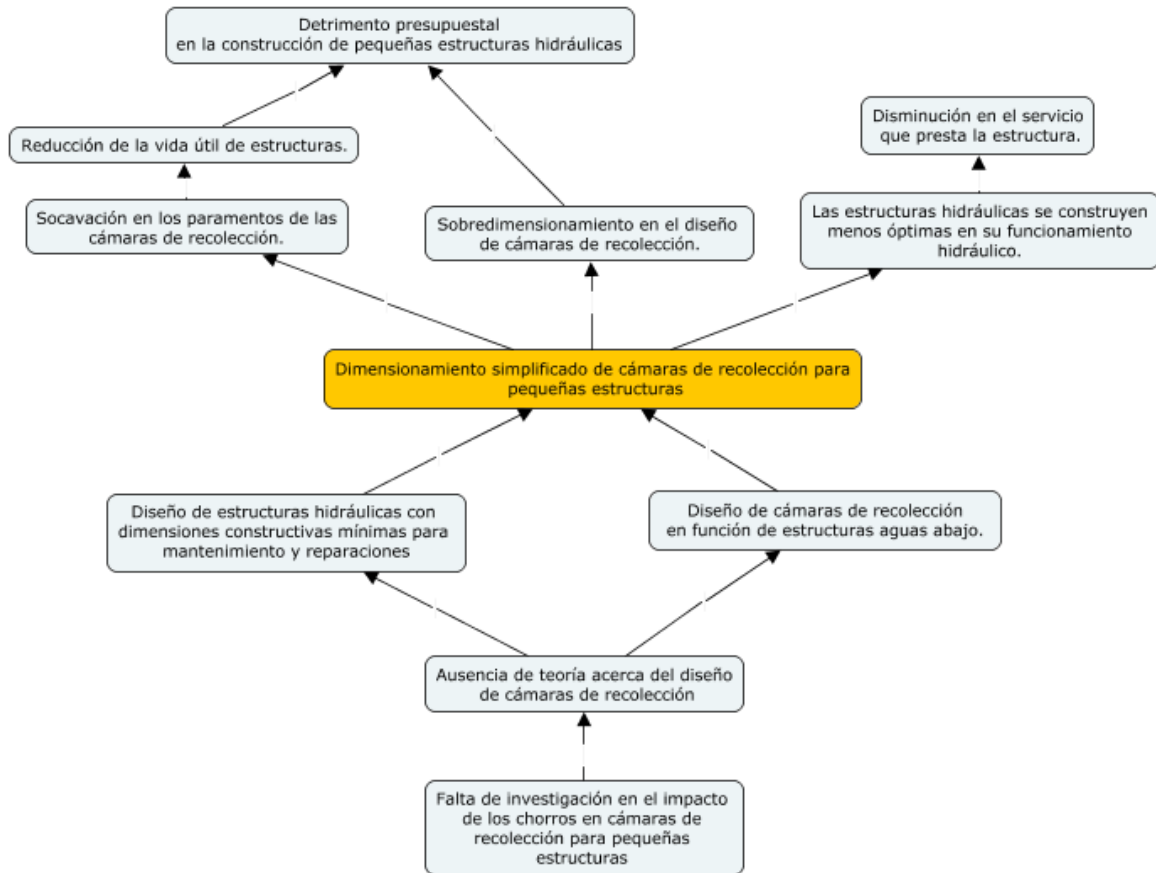 Detrimento presupuestal
en la construcción de pequeñas estructuras hidráulicas
Disminución en el servicio
que presta la estructura.
Reducción de la vida útil de estructuras.
Socavación en los paramentos de las
cámaras de recolección.
Sobredimensionamiento en el diseño
de cámaras de recolección.
Las estructuras hidráulicas se construyen
menos óptimas en su funcionamiento
hidráulico.
Dimensionamiento simplificado de cámaras de recolección para
pequeñas estructuras
Diseño de estructuras hidráulicas con
dimensiones constructivas mínimas para
mantenimiento y reparaciones
Diseño de cámaras de recolección
en función de estructuras aguas abajo.
Ausencia de teoría acerca del diseño
de cámaras de recolección
Falta de investigación en el impacto
de los chorros en cámaras de
recolección para pequeñas
estructuras